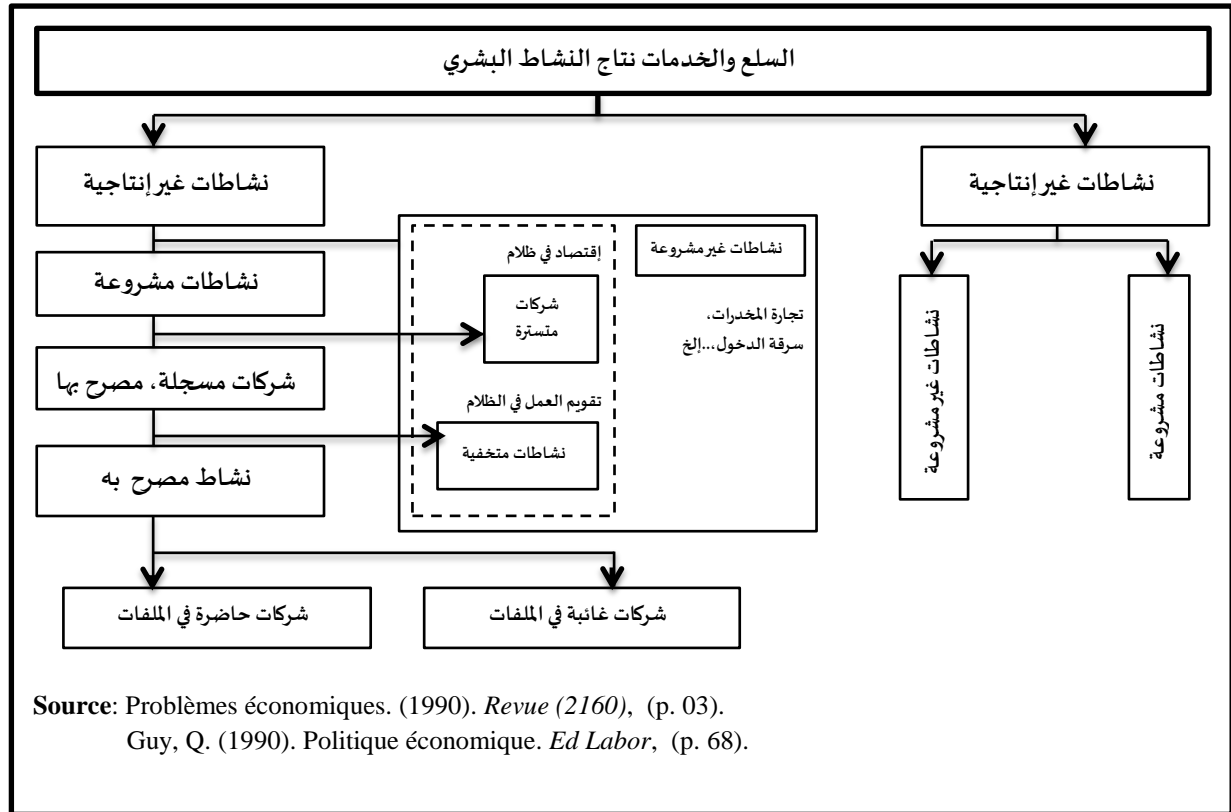 السلع والخدمات نتاج النشاط البشري
نشاطات غير إنتاجية
نشاطات غير إنتاجية
نشاطات مشروعة
نشاطات غير مشروعة
نشاطات غير مشروعة
تجارة المخدرات،
سرقة الدخول...إلخ
إقتصاد في ظلام
شركات
متسترة
تقويم العمل في الظلام
نشاطات متخفية
نشاطات مشروعة
شركات مسجلة، مصرح بها
نشاط مصرح به
شركات غائبة في الملفات
شركات حاضرة في الملفات
Source: Problèmes économiques. (1990). Revue (2160), (p. 03).
Guy, Q. (1990). Politique économique. Ed Labor, (p. 68).